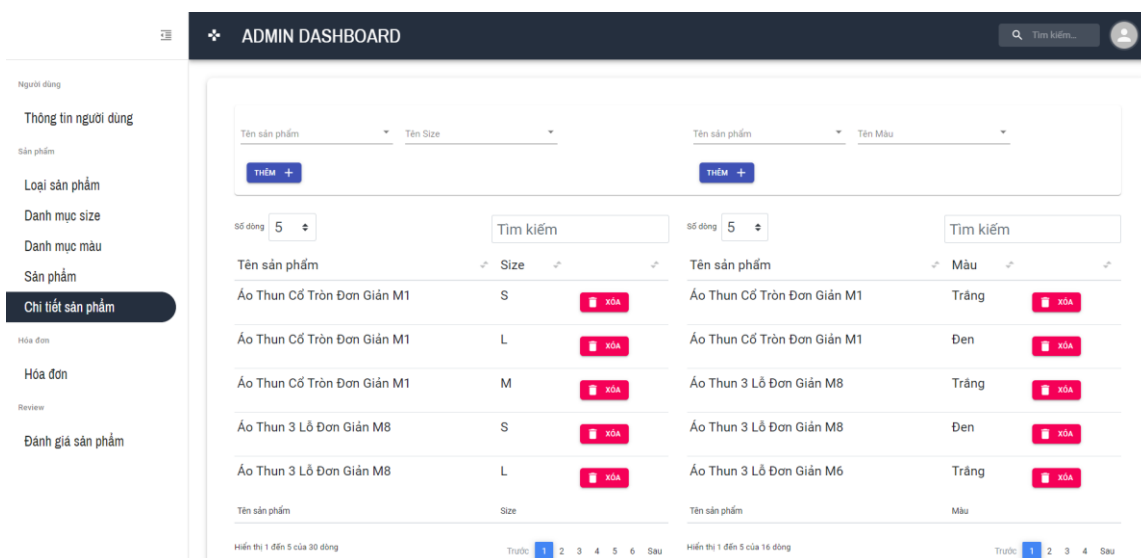 ADMIN DASHBOARD
Tìm kiếm...
Người dùng
Thông tin người dùng
Sản phẩm
Loại sản phẩm
Danh mục size
Danh mục màu
Sản phẩm
Chi tiết sản phẩm
Hóa đơn
Hóa đơn
Review
Đánh giá sản phẩm
Tên sản phẩm Tên Size
THÊM +
Số dòng 5 Tìm kiếm
Tên sản phẩm Size
Áo Thun Cổ Tròn Đơn Giản M1 S XÓA
Áo Thun Cổ Tròn Đơn Giản M1 L XÓA
Áo Thun Cổ Tròn Đơn Giản M1 M XÓA
Áo Thun 3 Lỗ Đơn Giản M8 S XÓA
Áo Thun 3 Lỗ Đơn Giản M8 L XÓA
Tên sản phẩm Size
Hiển thị 1 đến 5 của 30 dòng Trước 1 2 3 4 5 6 Sau
Tên sản phẩm Tên Màu
THÊM +
Số dòng 5 Tìm kiếm
Tên sản phẩm Màu
Áo Thun Cổ Tròn Đơn Giản M1 Trắng XÓA
Áo Thun Cổ Tròn Đơn Giản M1 Đen XÓA
Áo Thun 3 Lỗ Đơn Giản M8 Trắng XÓA
Áo Thun 3 Lỗ Đơn Giản M8 Đen XÓA
Áo Thun 3 Lỗ Đơn Giản M6 Trắng XÓA
Tên sản phẩm Màu
Hiển thị 1 đến 5 của 16 dòng Trước 1 2 3 4 Sau